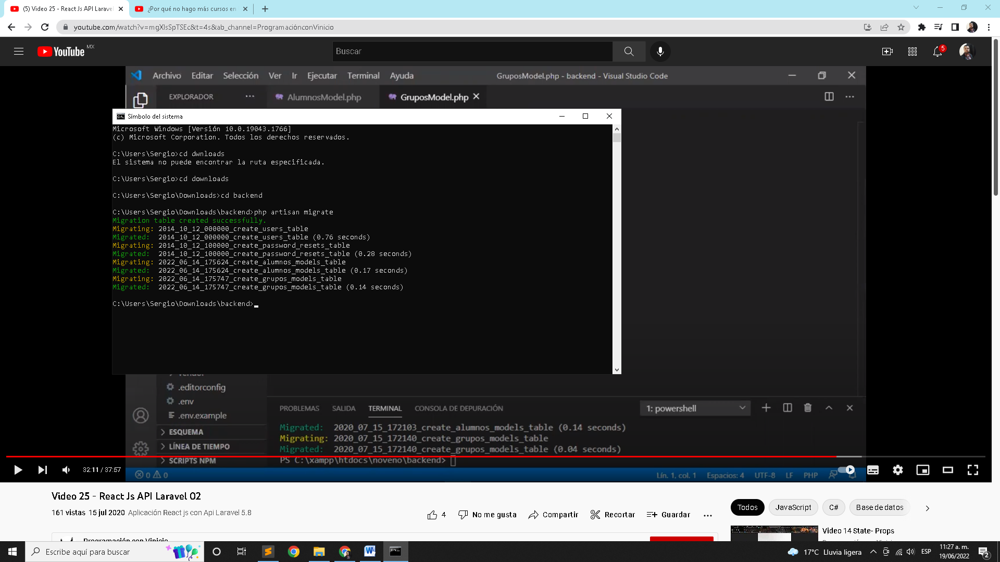 (5) Video 25 - React Js API Larave
¿Por qué no hago más cursos en
youtube.com/watch?v=mgXIsSpTSEc&t=4s&ab_channel=ProgramaciónconVinicio
YouTube MX
Buscar
5
Archivo Editar Selección Ver Ir Ejecutar Terminal Ayuda
GruposModel.php - backend - Visual Studio Code
EXPLORADOR
AlumnosModel.php
GruposModel.php
Símbolo del sistema
Microsoft Windows [Versión 10.0.19043.1766]
(c) Microsoft Corporation. Todos los derechos reservados.
C:\Users\Sergio>cd dwnloads
El sistema no puede encontrar la ruta especificada.
C:\Users\Sergio>cd downloads
C:\Users\Sergio\Downloads>cd backend
C:\Users\Sergio\Downloads\backend>php artisan migrate
Migration table created successfully.
Migrating: 2014_10_12_000000_create_users_table
Migrated:  2014_10_12_000000_create_users_table (0.76 seconds)
Migrating: 2014_10_12_100000_create_password_resets_table
Migrated:  2014_10_12_100000_create_password_resets_table (0.28 seconds)
Migrating: 2022_06_14_175624_create_alumnos_models_table
Migrated:  2022_06_14_175624_create_alumnos_models_table (0.17 seconds)
Migrating: 2022_06_14_175747_create_grupos_models_table
Migrated:  2022_06_14_175747_create_grupos_models_table (0.14 seconds)
C:\Users\Sergio\Downloads\backend>
.editorconfig
.env
.env.example
ESQUEMA
LÍNEA DE TIEMPO
SCRIPTS NPM
PROBLEMAS SALIDA TERMINAL CONSOLA DE DEPURACIÓN
1: powershell
Migrated:  2020_07_15_172103_create_alumnos_models_table (0.14 seconds)
Migrating: 2020_07_15_172140_create_grupos_models_table
Migrated:  2020_07_15_172140_create_grupos_models_table (0.04 seconds)
PS C:\xampp\htdocs\noveno\backend>
32:11 / 37:57
0 0
Lín. 1, col. 1 Espacios: 4 UTF-8 LF PHP
Video 25 - React Js API Laravel 02
161 vistas 15 jul 2020 Aplicación React js con Api Laravel 5.8
4 No me gusta Compartir Recortar Guardar
Todos JavaScript C# Base de datos
Video 14 State- Props
Programación con Vinicio
Escribe aquí para buscar
17°C Lluvia ligera
ESP
11:27 a. m.
19/06/2022
2